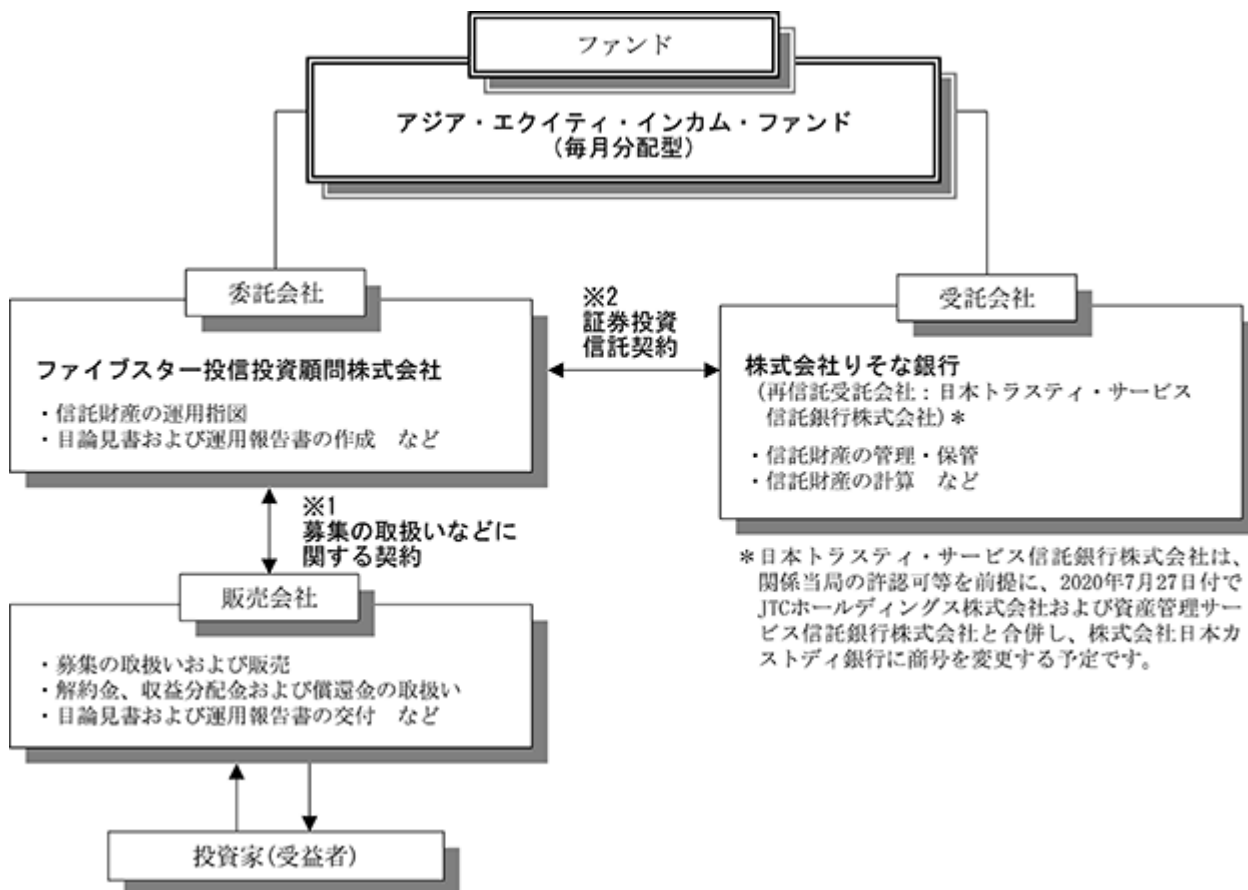 ファンド
アジア・エクイティ・インカム・ファンド
(毎月分配型)
委託会社
ファイブスター投信投資顧問株式会社
・信託財産の運用指図
・目論見書および運用報告書の作成　など
※2
証券投資
信託契約
受託会社
株式会社りそな銀行
(再信託受託会社：日本トラスティ・サービス
信託銀行株式会社)＊
・信託財産の管理・保管
・信託財産の計算　など
※1
募集の取扱いなどに
関する契約
販売会社
・募集の取扱いおよび販売
・解約金、収益分配金および償還金の取扱い
・目論見書および運用報告書の交付　など
投資家(受益者)
＊日本トラスティ・サービス信託銀行株式会社は、
関係当局の許認可等を前提に、2020年7月27日付で
JTCホールディングス株式会社および資産管理サー
ビス信託銀行株式会社と合併し、株式会社日本カ
ストディ銀行に商号を変更する予定です。